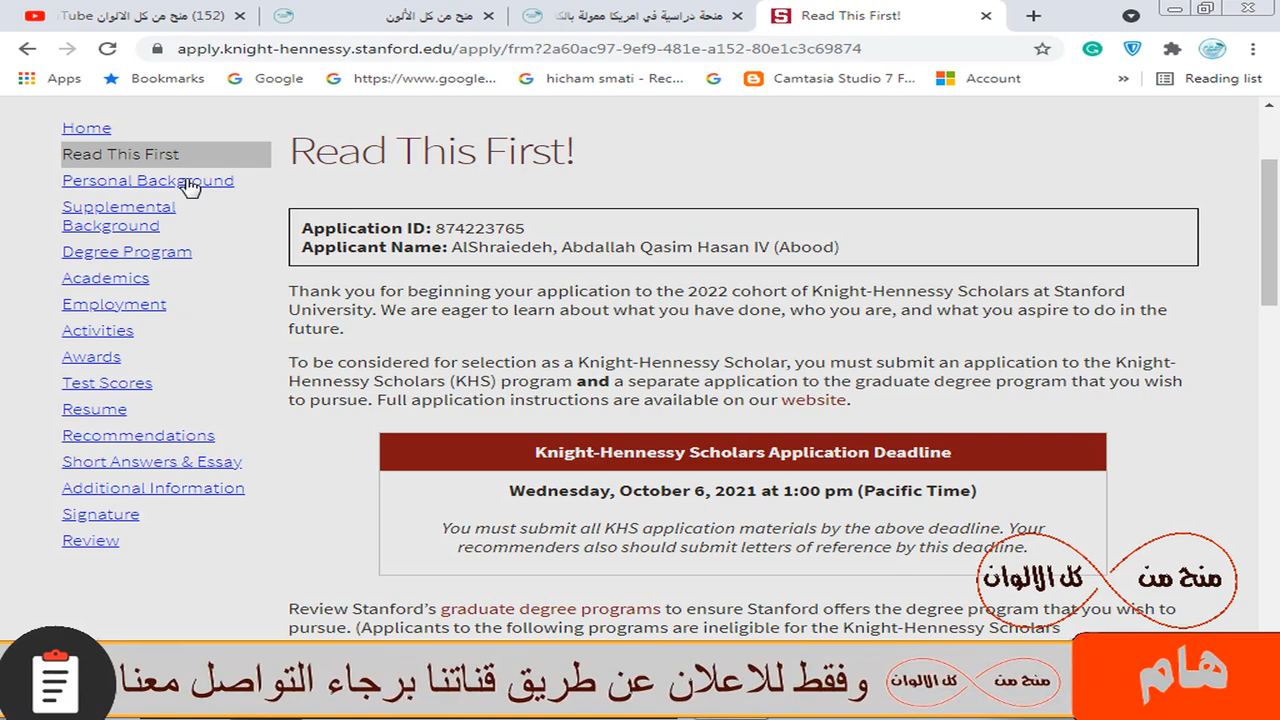 (152) منح من كل الالوان Tube
منح من كل الألون
منحة دراسية في امريكا ممولة بالك
Read This First!
apply.knight-hennessy.stanford.edu/apply/frm?2a60ac97-9ef9-481e-a152-80e1c3c69874
Apps
Bookmarks
Google
https://www.google...
hicham smati - Rec...
Camtasia Studio 7 F...
Account
»
Reading list
Home
Read This First
Personal Background
Supplemental
Background
Degree Program
Academics
Employment
Activities
Awards
Test Scores
Resume
Recommendations
Short Answers & Essay
Additional Information
Signature
Review
Read This First!
Application ID: 874223765
Applicant Name: AlShraiedeh, Abdallah Qasim Hasan IV (Abood)
Thank you for beginning your application to the 2022 cohort of Knight-Hennessy Scholars at Stanford
University. We are eager to learn about what you have done, who you are, and what you aspire to do in the
future.
To be considered for selection as a Knight-Hennessy Scholar, you must submit an application to the Knight-
Hennessy Scholars (KHS) program and a separate application to the graduate degree program that you wish
to pursue. Full application instructions are available on our website.
Knight-Hennessy Scholars Application Deadline
Wednesday, October 6, 2021 at 1:00 pm (Pacific Time)
You must submit all KHS application materials by the above deadline. Your
recommenders also should submit letters of reference by this deadline.
Review Stanford's graduate degree programs to ensure Stanford offers the degree program that you wish to
pursue. (Applicants to the following programs are ineligible for the Knight-Hennessy Scholars
منح من كل الالوان
هام
منح من كل الالوان
وفقط للاعلان عن طريق قناتنا برجاء التواصل معنا